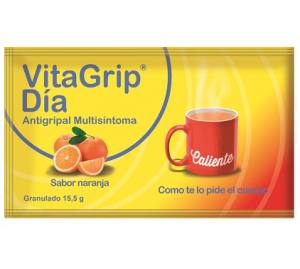 VitaGrip®
Día
Antigripal Multisíntoma
Caliente
Sabor naranja
Como te lo pide el cuerpo
Granulado 15,5 g